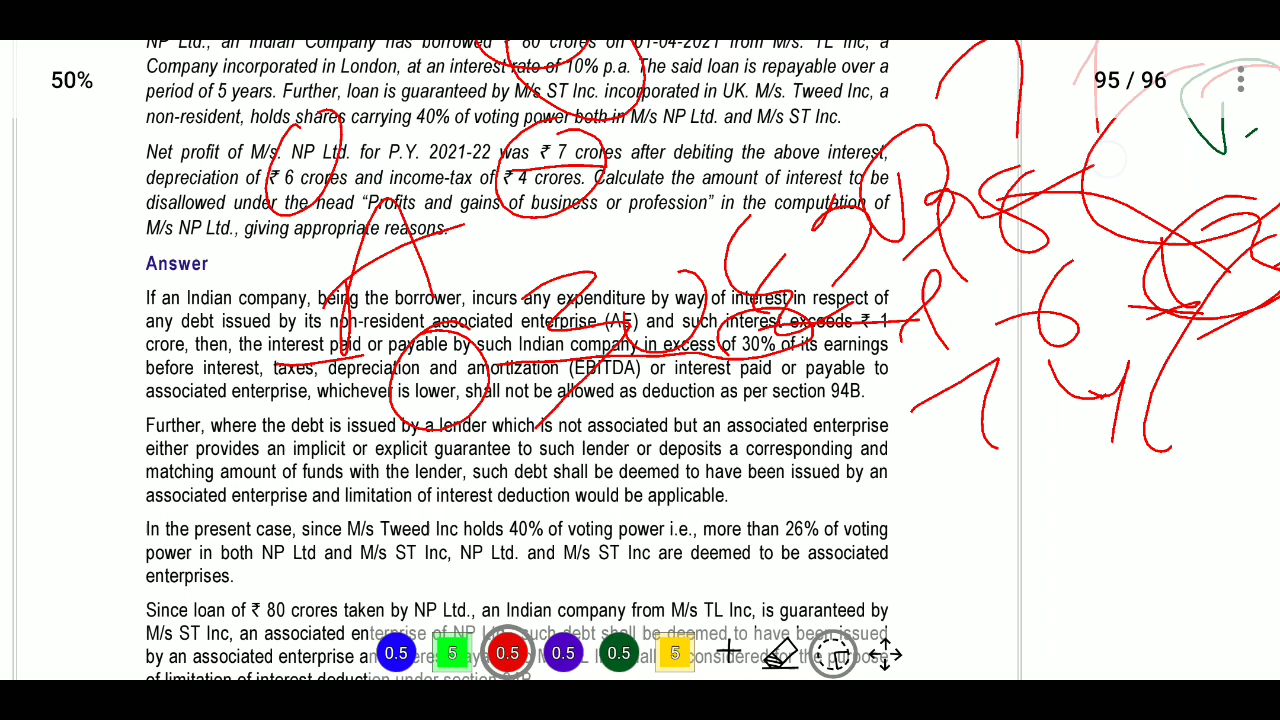 NP Ltd., an Indian Company has borrowed ₹ 80 crores on 01-04-2021 from M/s. TL Inc, a
50%
Company incorporated in London, at an interest rate of 10% p.a. The said loan is repayable over a
95 / 96
period of 5 years. Further, loan is guaranteed by M/s ST Inc. incorporated in UK. M/s. Tweed Inc, a
non-resident, holds shares carrying 40% of voting power both in M/s NP Ltd. and M/s ST Inc.
Net profit of M/s. NP Ltd. for P.Y. 2021-22 was ₹ 7 crores after debiting the above interest,
depreciation of ₹ 6 crores and income-tax of ₹ 4 crores. Calculate the amount of interest to be
disallowed under the head “Profits and gains of business or profession” in the computation of
M/s NP Ltd., giving appropriate reasons.
Answer
If an Indian company, being the borrower, incurs any expenditure by way of interest in respect of
any debt issued by its non-resident associated enterprise (AE) and such interest exceeds ₹ 1
crore, then, the interest paid or payable by such Indian company in excess of 30% of its earnings
before interest, taxes, depreciation and amortization (EBITDA) or interest paid or payable to
associated enterprise, whichever is lower, shall not be allowed as deduction as per section 94B.
Further, where the debt is issued by a lender which is not associated but an associated enterprise
either provides an implicit or explicit guarantee to such lender or deposits a corresponding and
matching amount of funds with the lender, such debt shall be deemed to have been issued by an
associated enterprise and limitation of interest deduction would be applicable.
In the present case, since M/s Tweed Inc holds 40% of voting power i.e., more than 26% of voting
power in both NP Ltd and M/s ST Inc, NP Ltd. and M/s ST Inc are deemed to be associated
enterprises.
Since loan of ₹ 80 crores taken by NP Ltd., an Indian company from M/s TL Inc, is guaranteed by
M/s ST Inc, an associated enterprise of NP Ltd., such debt shall be deemed to have been issued
by an associated enterprise and considered for the purpose
of limitation of interest deduction under section 94B
0.5 5 0.5 0.5 0.5 5